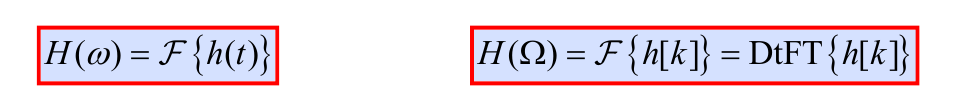 H(ω) = ℱ{h(t)}
H(Ω) = ℱ{h[k]} = DtFT{h[k]}